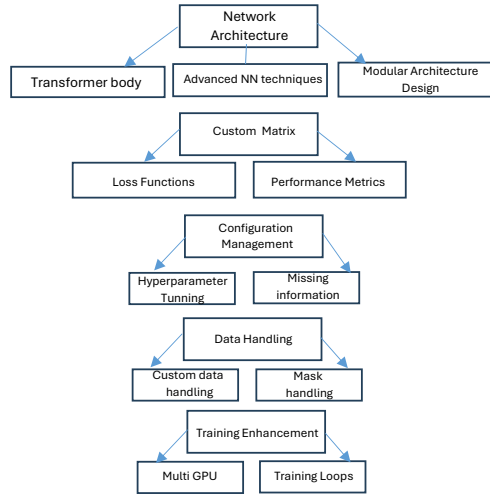 Network
Architecture
Transformer body
Advanced NN techniques
Modular Architecture
Design
Custom Matrix
Loss Functions
Performance Metrics
Configuration
Management
Hyperparameter
Tunning
Missing
information
Data Handling
Custom data
handling
Mask
handling
Training Enhancement
Multi GPU
Training Loops